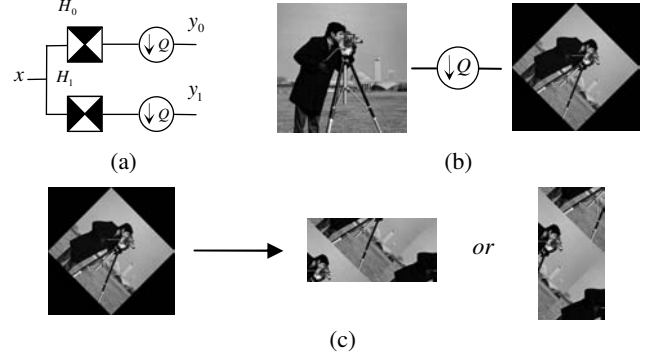 H₀
↓ Q
y₀
x
H₁
↓ Q
y₁
(a)
↓ Q
(b)
or
(c)